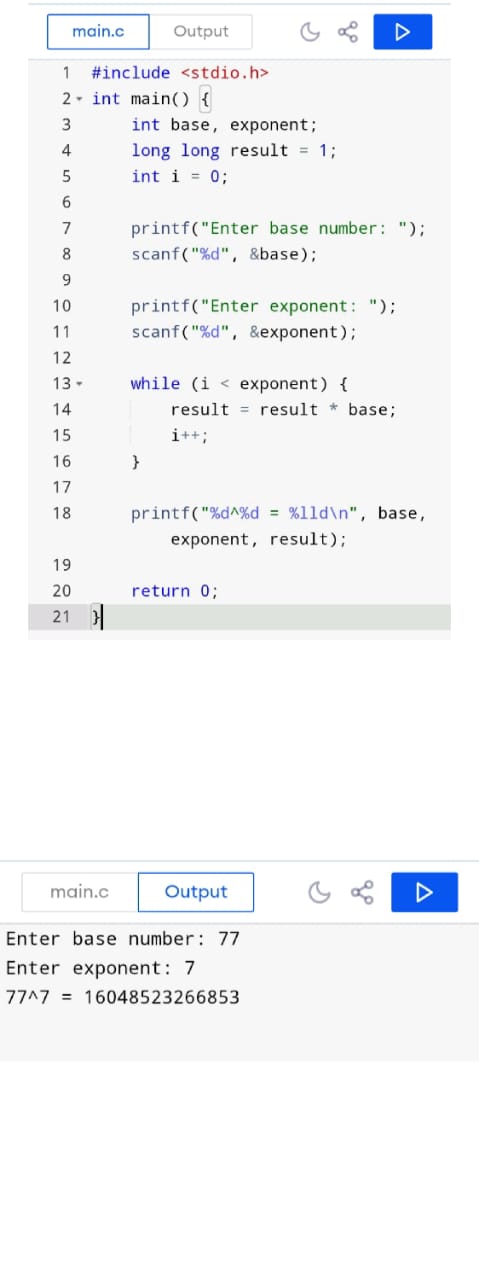 main.c Output
1 #include <stdio.h>
2 int main() {
3     int base, exponent;
4     long long result = 1;
5     int i = 0;
6
7     printf("Enter base number: ");
8     scanf("%d", &base);
9
10     printf("Enter exponent: ");
11     scanf("%d", &exponent);
12
13     while (i < exponent) {
14         result = result * base;
15         i++;
16     }
17
18     printf("%d^%d = %lld\n", base,
        exponent, result);
19
20     return 0;
21 }
main.c Output
Enter base number: 77
Enter exponent: 7
77^7 = 16048523266853